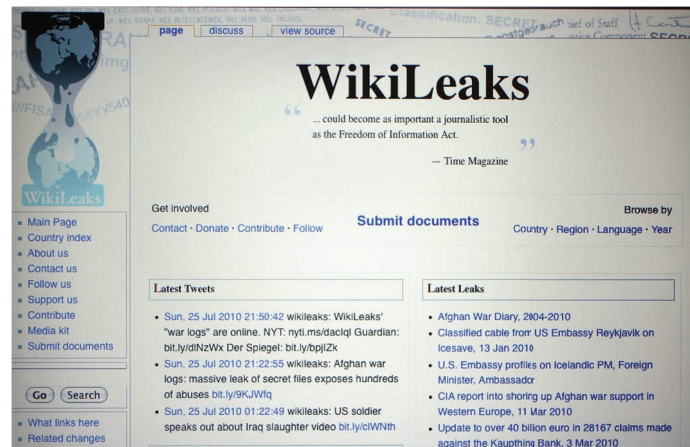 page
discuss
view source
SECRET
Classification: SECRET
Chief of Staff
WikiLeaks
... could become as important a journalistic tool
as the Freedom of Information Act.
— Time Magazine
WikiLeaks
Get involved
Contact · Donate · Contribute · Follow
Submit documents
Browse by
Country · Region · Language · Year
Main Page
Country index
About us
Contact us
Follow us
Support us
Contribute
Media kit
Submit documents
Go
Search
What links here
Related changes
Latest Tweets
Sun, 25 Jul 2010 21:50:42 wikileaks: WikiLeaks'
"war logs" are online. NYT: nyti.ms/daclqI Guardian:
bit.ly/dlNzWx Der Spiegel: bit.ly/bpjIZk
Sun, 25 Jul 2010 21:22:55 wikileaks: Afghan war
logs: massive leak of secret files exposes hundreds
of abuses bit.ly/9KJWfq
Sun, 25 Jul 2010 01:22:49 wikileaks: US soldier
speaks out about Iraq slaughter video bit.ly/clWNth
Latest Leaks
Afghan War Diary, 2004-2010
Classified cable from US Embassy Reykjavik on
Icesave, 13 Jan 2010
U.S. Embassy profiles on Icelandic PM, Foreign
Minister, Ambassador
CIA report into shoring up Afghan war support in
Western Europe, 11 Mar 2010
Update to over 40 billion euro in 28167 claims made
against the Kaupthing Bank, 3 Mar 2010